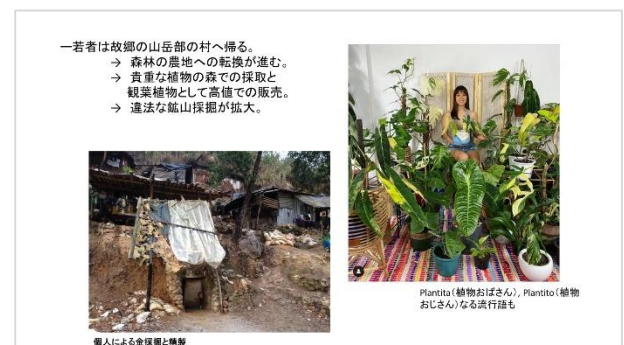 ―若者は故郷の山岳部の村へ帰る。
→ 森林の農地への転換が進む。
→ 貴重な植物の森での採取と
観葉植物として高値での販売。
→ 違法な鉱山採掘が拡大。
Plantita（植物おばさん）, Plantito（植物
おじさん）なる流行語も
個人による金採掘と精製